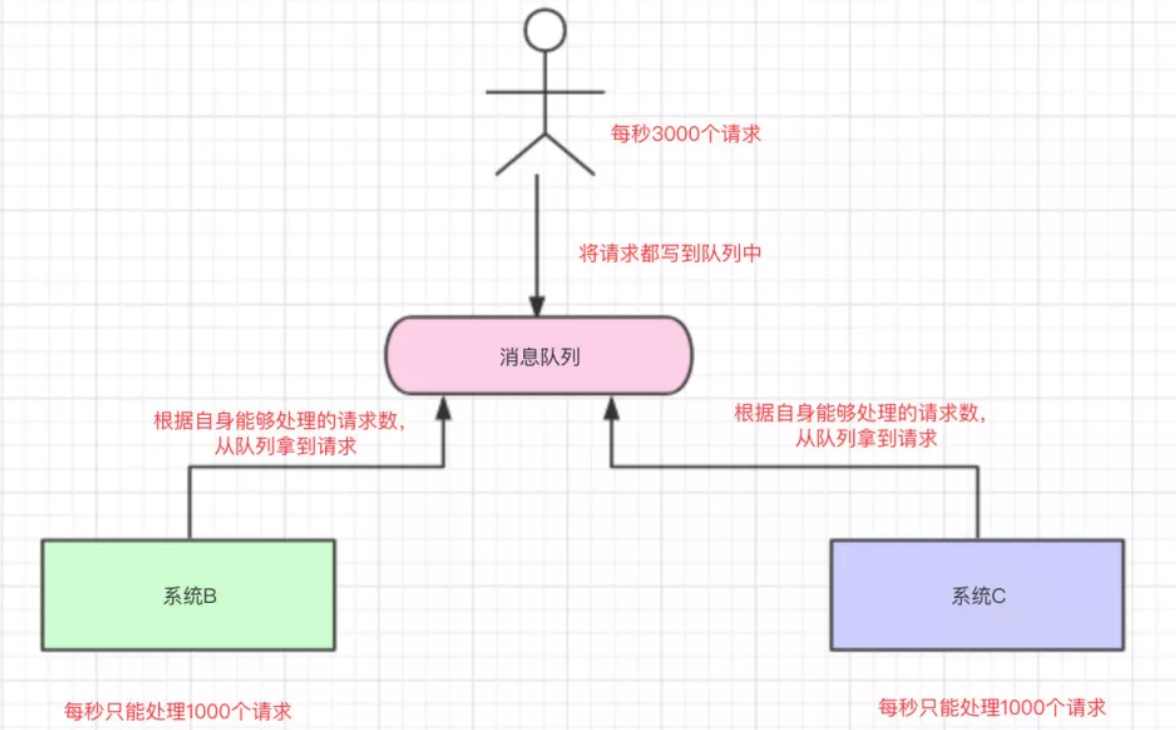 每秒3000个请求
将请求都写到队列中
消息队列
根据自身能够处理的请求数，
从队列拿到请求
根据自身能够处理的请求数，
从队列拿到请求
系统B
系统C
每秒只能处理1000个请求
每秒只能处理1000个请求